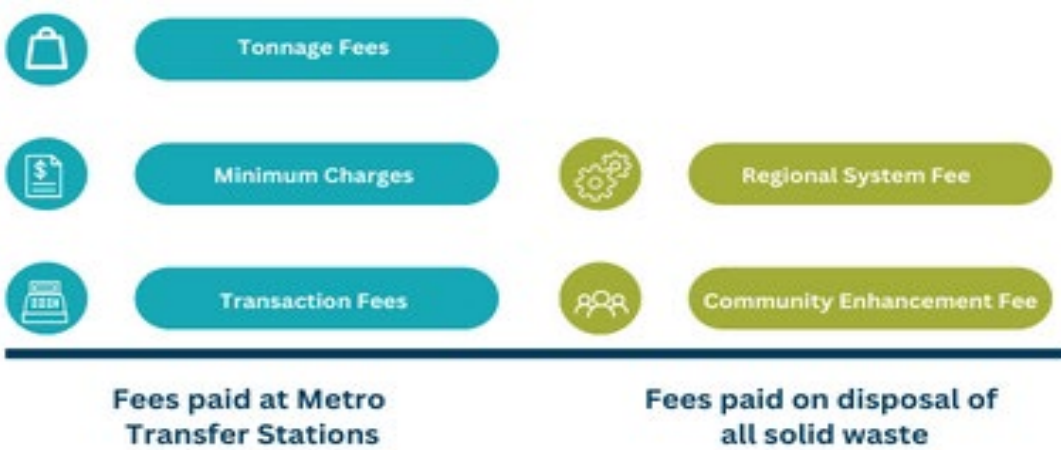 Tonnage Fees
Minimum Charges
Transaction Fees
Fees paid at Metro
Transfer Stations
$
Regional System Fee
Community Enhancement Fee
Fees paid on disposal of
all solid waste